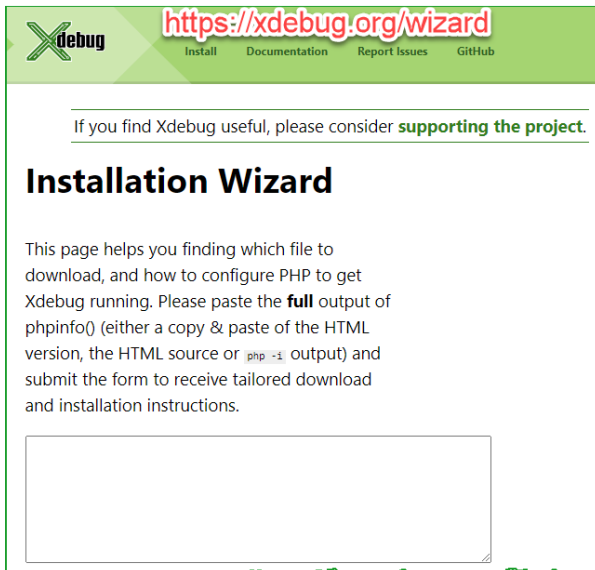 https://xdebug.org/wizard
Xdebug
Install Documentation Report Issues GitHub
If you find Xdebug useful, please consider supporting the project.
Installation Wizard
This page helps you finding which file to
download, and how to configure PHP to get
Xdebug running. Please paste the full output of
phpinfo() (either a copy & paste of the HTML
version, the HTML source or php -i output) and
submit the form to receive tailored download
and installation instructions.